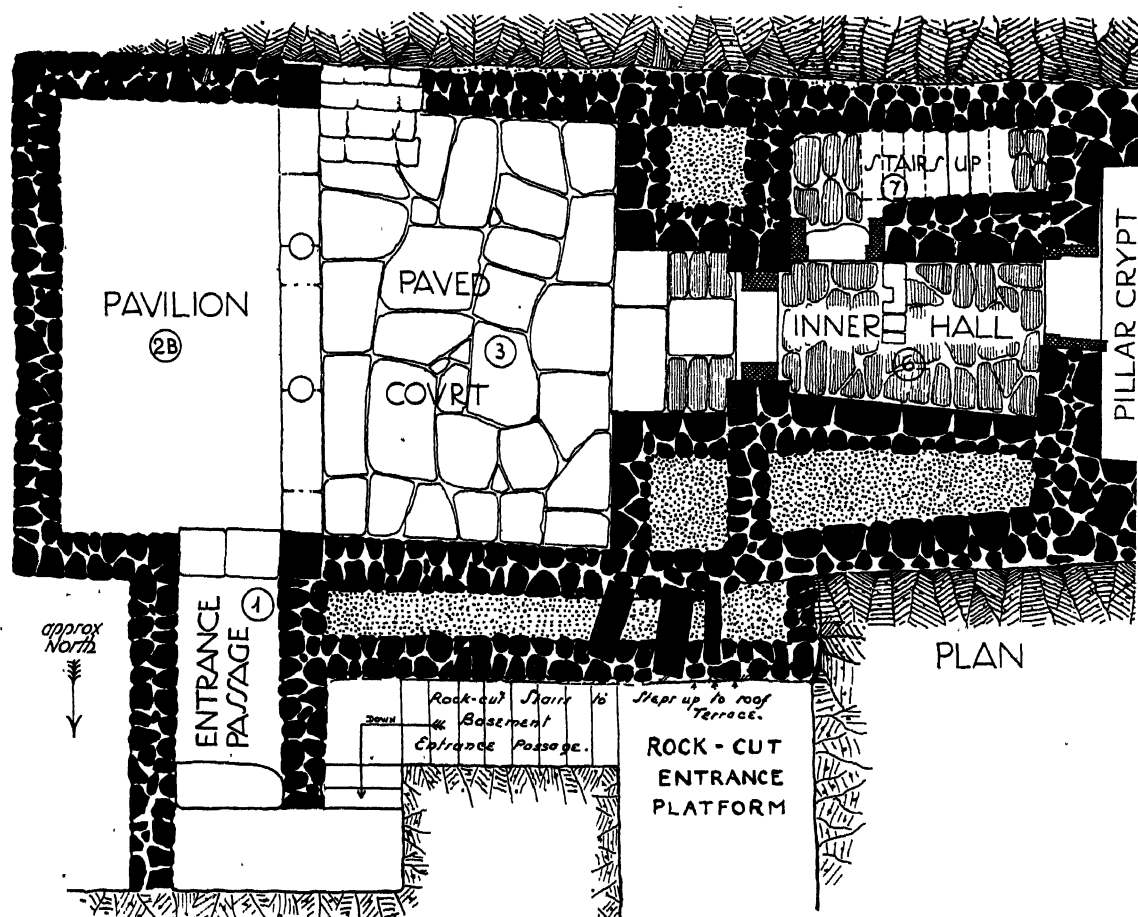 STAIRS UP
7
PAVILION
2B
PAVED
3
COVRT
INNER HALL
6
PILLAR CRYPT
ENTRANCE
PASSAGE
1
approx
North
PLAN
DOWN
Rock-cut Stairs to
Basement
Entrance Passage.
Steps up to roof
Terrace.
ROCK-CUT
ENTRANCE
PLATFORM